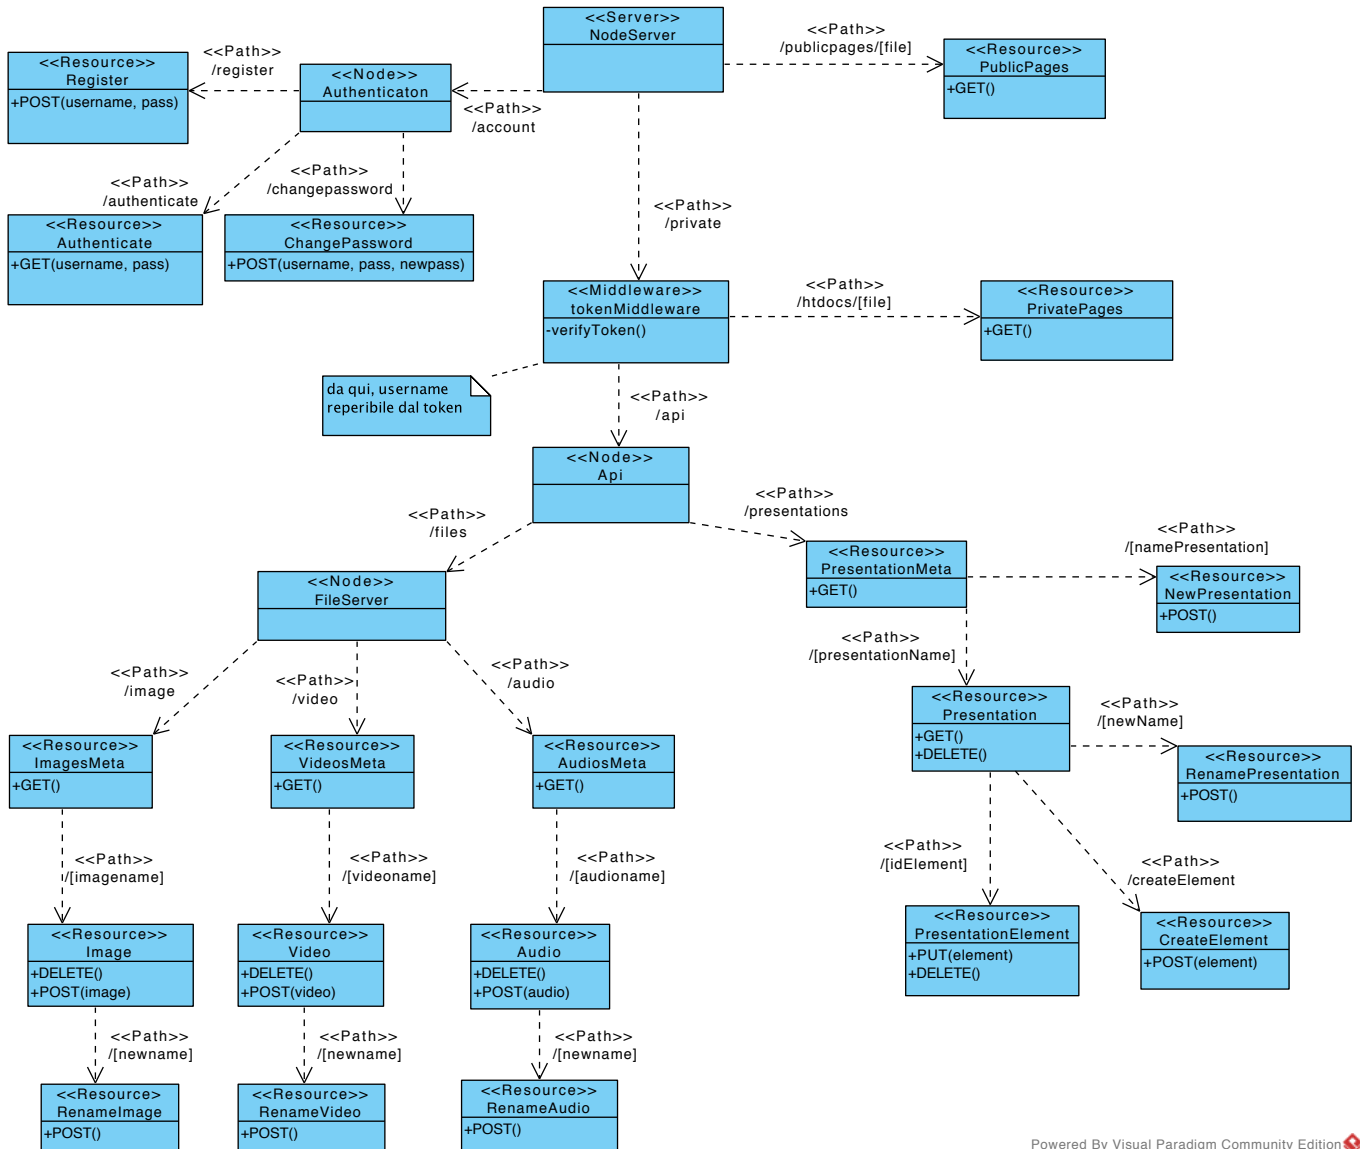 <<Server>>
NodeServer
<<Path>>
/publicpages/[file]
<<Resource>>
PublicPages
+GET()
<<Path>>
/register
<<Resource>>
Register
+POST(username, pass)
<<Node>>
Authenticaton
<<Path>>
/account
<<Path>>
/authenticate
<<Path>>
/changepassword
<<Resource>>
Authenticate
+GET(username, pass)
<<Resource>>
ChangePassword
+POST(username, pass, newpass)
<<Path>>
/private
<<Middleware>>
tokenMiddleware
-verifyToken()
<<Path>>
/htdocs/[file]
<<Resource>>
PrivatePages
+GET()
da qui, username
reperibile dal token
<<Path>>
/api
<<Node>>
Api
<<Path>>
/files
<<Path>>
/presentations
<<Node>>
FileServer
<<Resource>>
PresentationMeta
+GET()
<<Path>>
/[namePresentation]
<<Resource>>
NewPresentation
+POST()
<<Path>>
/[presentationName]
<<Path>>
/image
<<Path>>
/video
<<Path>>
/audio
<<Resource>>
Presentation
+GET()
+DELETE()
<<Path>>
/[newName]
<<Resource>>
RenamePresentation
+POST()
<<Resource>>
ImagesMeta
+GET()
<<Resource>>
VideosMeta
+GET()
<<Resource>>
AudiosMeta
+GET()
<<Path>>
/[imagename]
<<Path>>
/[videoname]
<<Path>>
/[audioname]
<<Path>>
/[idElement]
<<Path>>
/createElement
<<Resource>>
Image
+DELETE()
+POST(image)
<<Resource>>
Video
+DELETE()
+POST(video)
<<Resource>>
Audio
+DELETE()
+POST(audio)
<<Resource>>
PresentationElement
+PUT(element)
+DELETE()
<<Resource>>
CreateElement
+POST(element)
<<Path>>
/[newname]
<<Path>>
/[newname]
<<Path>>
/[newname]
<<Resource>
RenameImage
+POST()
<<Resource>>
RenameVideo
+POST()
<<Resource>>
RenameAudio
+POST()
Powered By Visual Paradigm Community Edition